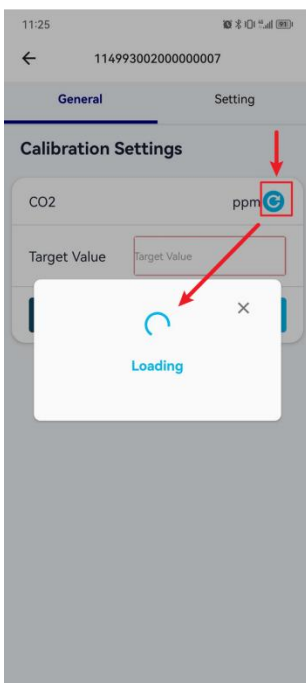 11:25
114993002000000007
General Setting
Calibration Settings
CO2 ppm
Target Value Target Value
Loading